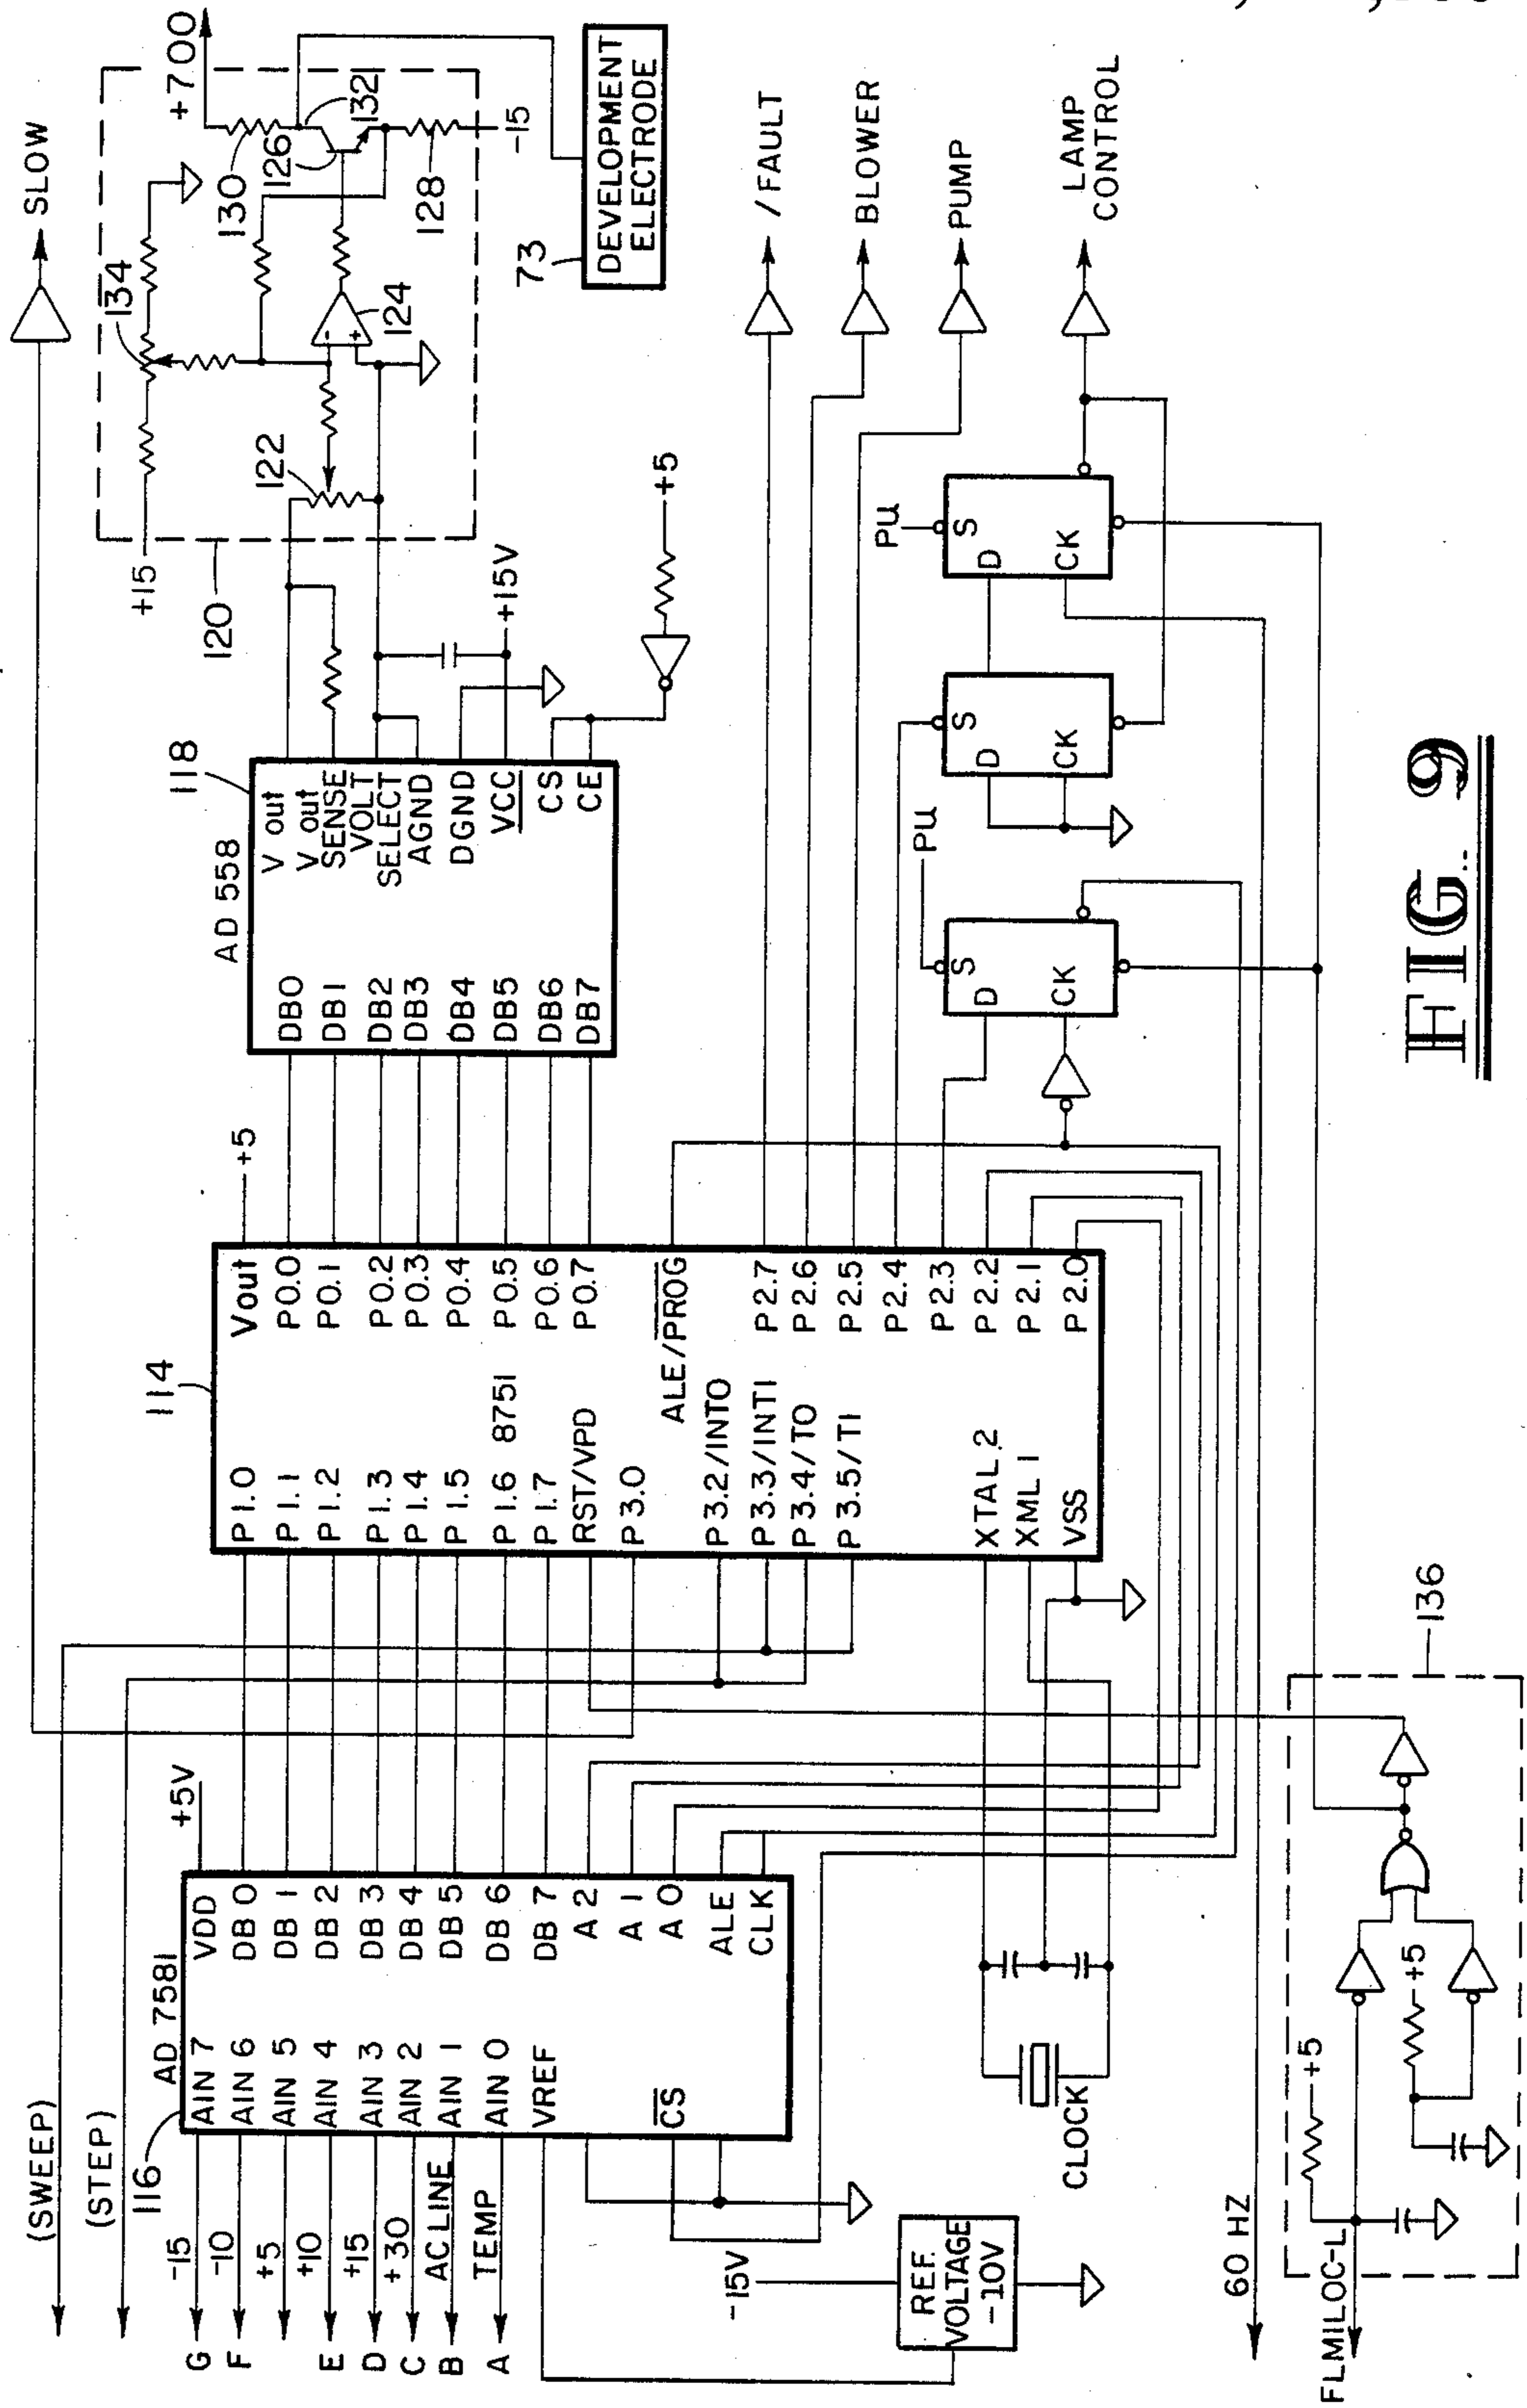 SLOW
+700
134
130
126
132
-15
128
124
-
+
122
+15
120
73
DEVELOPMENT
ELECTRODE
/FAULT
BLOWER
PUMP
LAMP
CONTROL
+5
+15V
118
AD 558
V out
V out
SENSE
VOLT
SELECT
AGND
DGND
VCC
CS
CE
DB0
DB1
DB2
DB3
DB4
DB5
DB6
DB7
PU
S
D
CK
S
D
CK
PU
S
D
CK
+5
114
Vout
P0.0
P0.1
P0.2
P0.3
P0.4
P0.5
P0.6
P0.7
ALE/PROG
P2.7
P2.6
P2.5
P2.4
P2.3
P2.2
P2.1
P2.0
8751
P1.0
P1.1
P1.2
P1.3
P1.4
P1.5
P1.6
P1.7
RST/VPD
P3.0
P3.2/INTO
P3.3/INTI
P3.4/TO
P3.5/TI
XTAL.2
XML1
VSS
+5V
AD 7581
116
VDD
DB 0
DB 1
DB 2
DB 3
DB 4
DB 5
DB 6
DB 7
A 2
A 1
A 0
ALE
CLK
AIN 7
AIN 6
AIN 5
AIN 4
AIN 3
AIN 2
AIN 1
AIN 0
VREF
CS
(SWEEP)
(STEP)
G -15
F -10
+5
E +10
D +15
C +30
B AC LINE
A TEMP
-15V
REF.
VOLTAGE
-10V
CLOCK
60 HZ
FLMILOC-L
+5
+5
136
FIG. 9